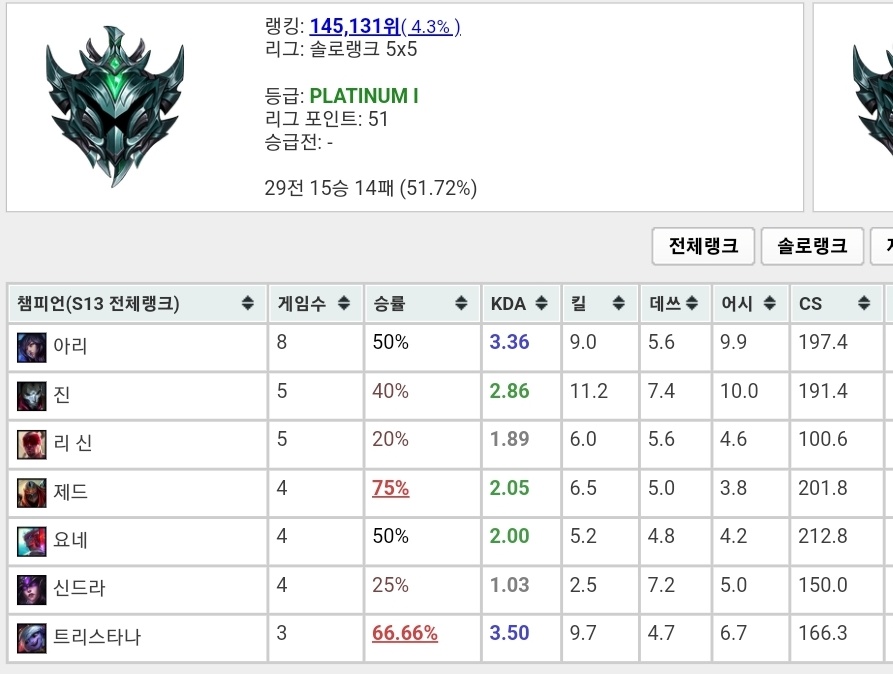 랭킹: 145,131위( 4.3% )
리그: 솔로랭크 5x5
등급: PLATINUM I
리그 포인트: 51
승급전: -
29전 15승 14패 (51.72%)
전체랭크 솔로랭크
챔피언(S13 전체랭크) 게임수 승률 KDA 킬 데쓰 어시 CS
아리 8 50% 3.36 9.0 5.6 9.9 197.4
진 5 40% 2.86 11.2 7.4 10.0 191.4
리 신 5 20% 1.89 6.0 5.6 4.6 100.6
제드 4 75% 2.05 6.5 5.0 3.8 201.8
요네 4 50% 2.00 5.2 4.8 4.2 212.8
신드라 4 25% 1.03 2.5 7.2 5.0 150.0
트리스타나 3 66.66% 3.50 9.7 4.7 6.7 166.3